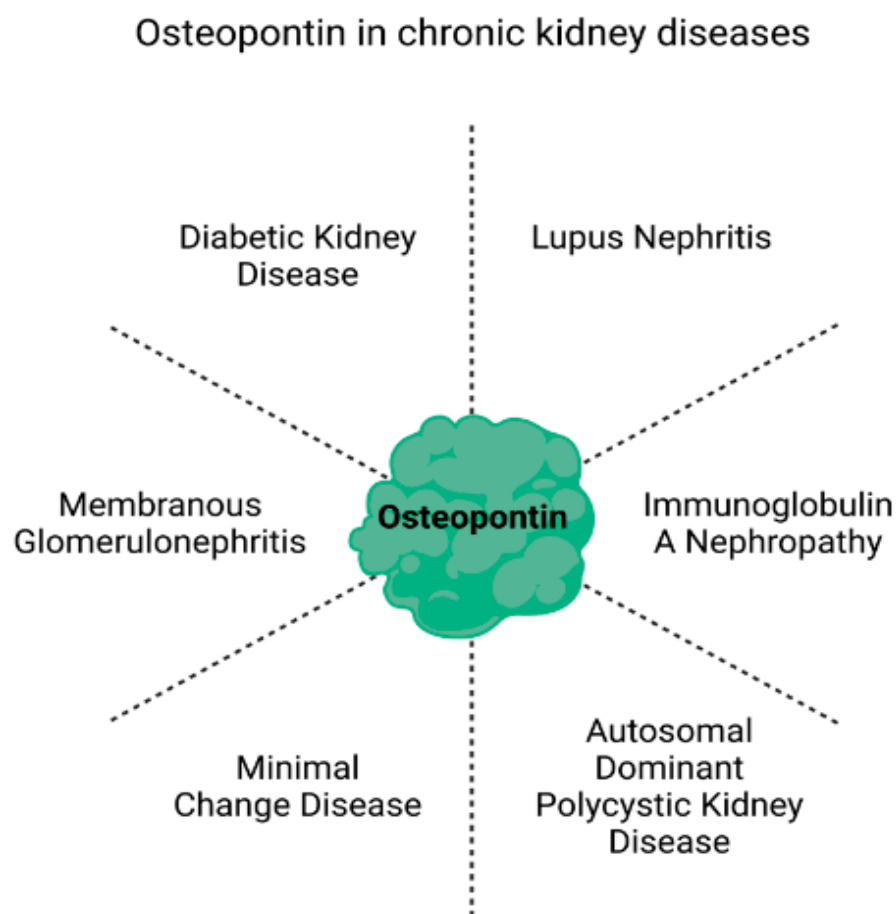 Osteopontin in chronic kidney diseases
Diabetic Kidney
Disease
Lupus Nephritis
Membranous
Glomerulonephritis
Osteopontin
Immunoglobulin
A Nephropathy
Minimal
Change Disease
Autosomal
Dominant
Polycystic Kidney
Disease